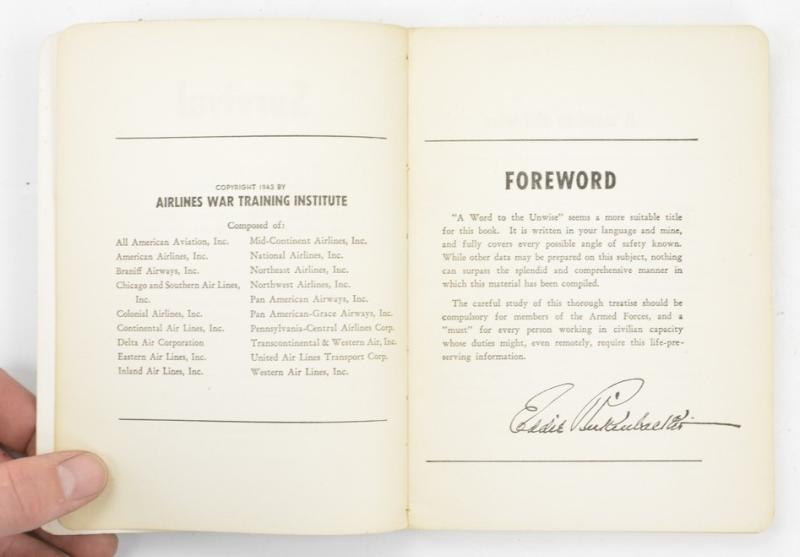 COPYRIGHT 1943 BY
AIRLINES WAR TRAINING INSTITUTE
Composed of:
All American Aviation, Inc.
American Airlines, Inc.
Braniff Airways, Inc.
Chicago and Southern Air Lines,
Inc.
Colonial Airlines, Inc.
Continental Air Lines, Inc.
Delta Air Corporation
Eastern Air Lines, Inc.
Inland Air Lines, Inc.
Mid-Continent Airlines, Inc.
National Airlines, Inc.
Northeast Airlines, Inc.
Northwest Airlines, Inc.
Pan American Airways, Inc.
Pan American-Grace Airways, Inc.
Pennsylvania-Central Airlines Corp.
Transcontinental & Western Air, Inc.
United Air Lines Transport Corp.
Western Air Lines, Inc.
FOREWORD
"A Word to the Unwise" seems a more suitable title
for this book. It is written in your language and mine,
and fully covers every possible angle of safety known.
While other data may be prepared on this subject, nothing
can surpass the splendid and comprehensive manner in
which this material has been compiled.
The careful study of this thorough treatise should be
compulsory for members of the Armed Forces, and a
"must" for every person working in civilian capacity
whose duties might, even remotely, require this life-pre-
serving information.
Eddie Rickenbacker